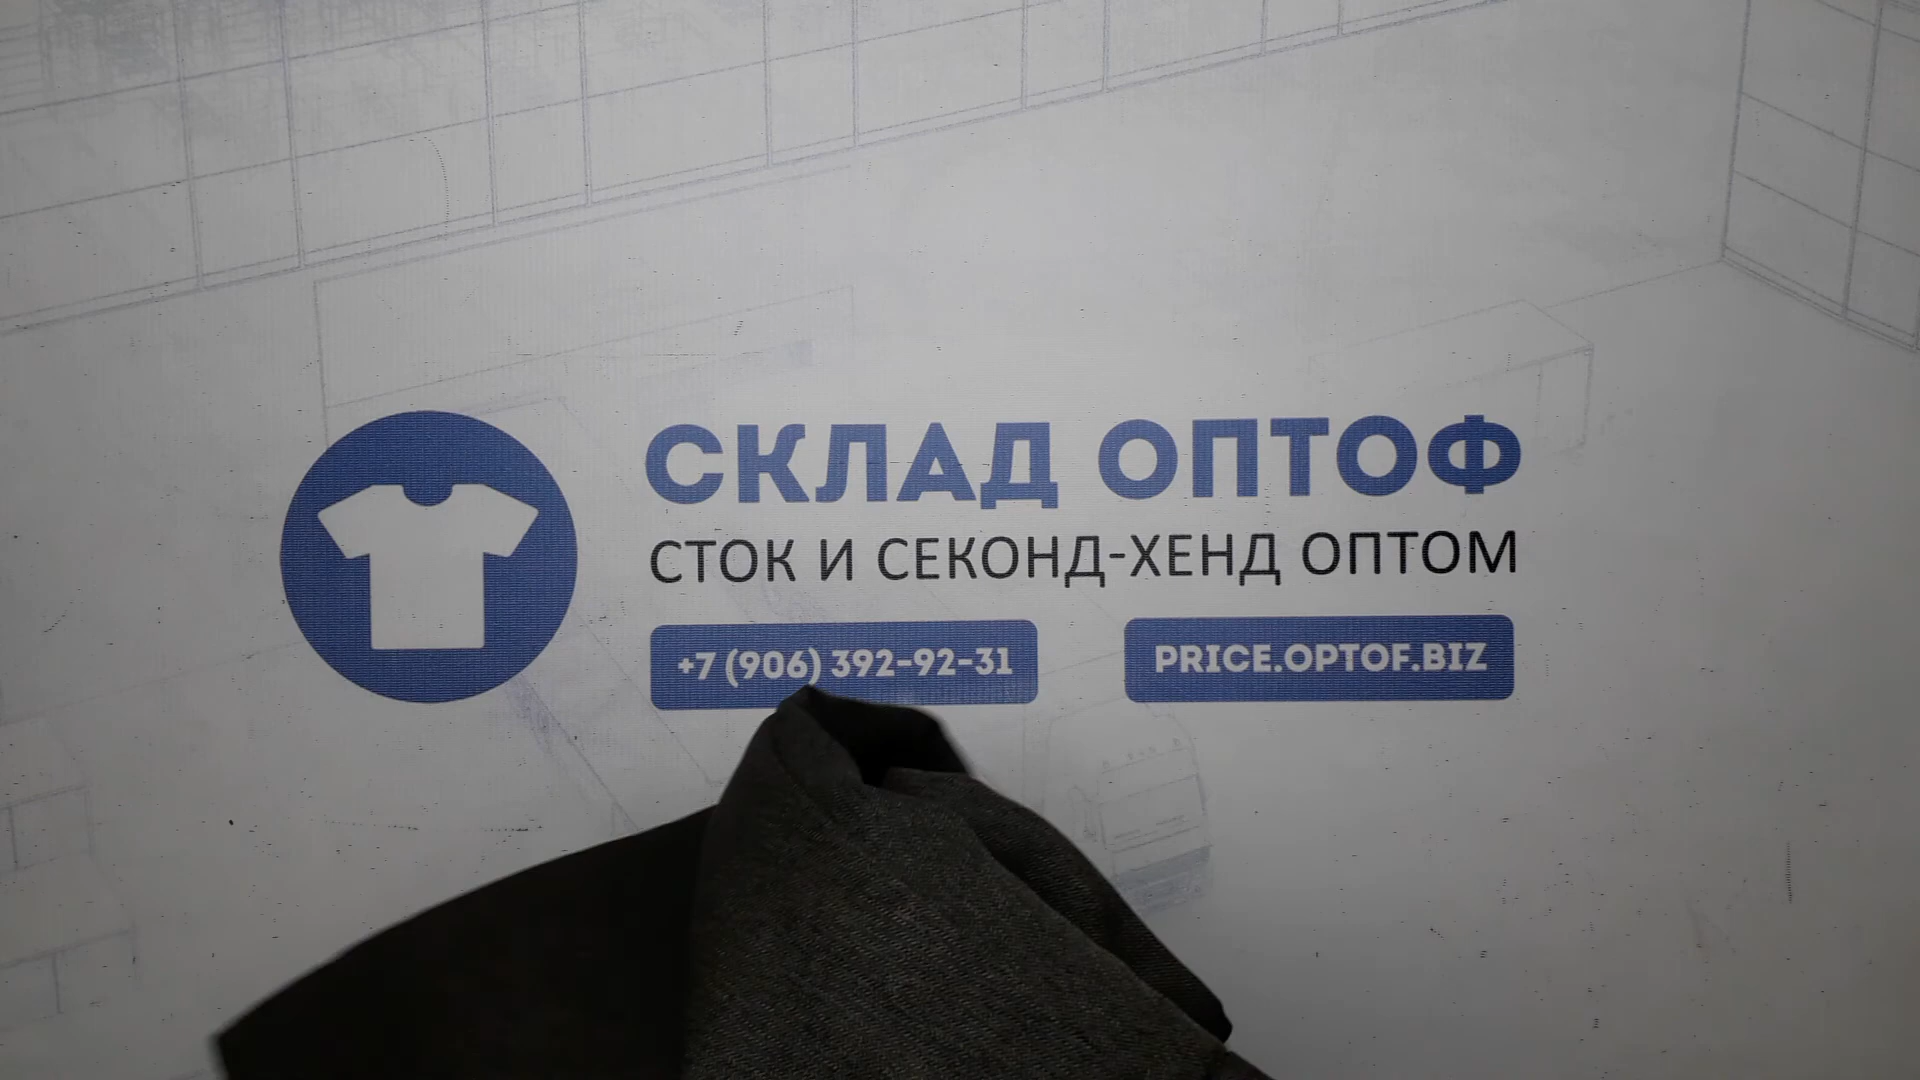 СКЛАД ОПТОФ
СТОК И СЕКОНД-ХЕНД ОПТОМ
+7 (906) 392-92-31
PRICE.OPTOF.BIZ